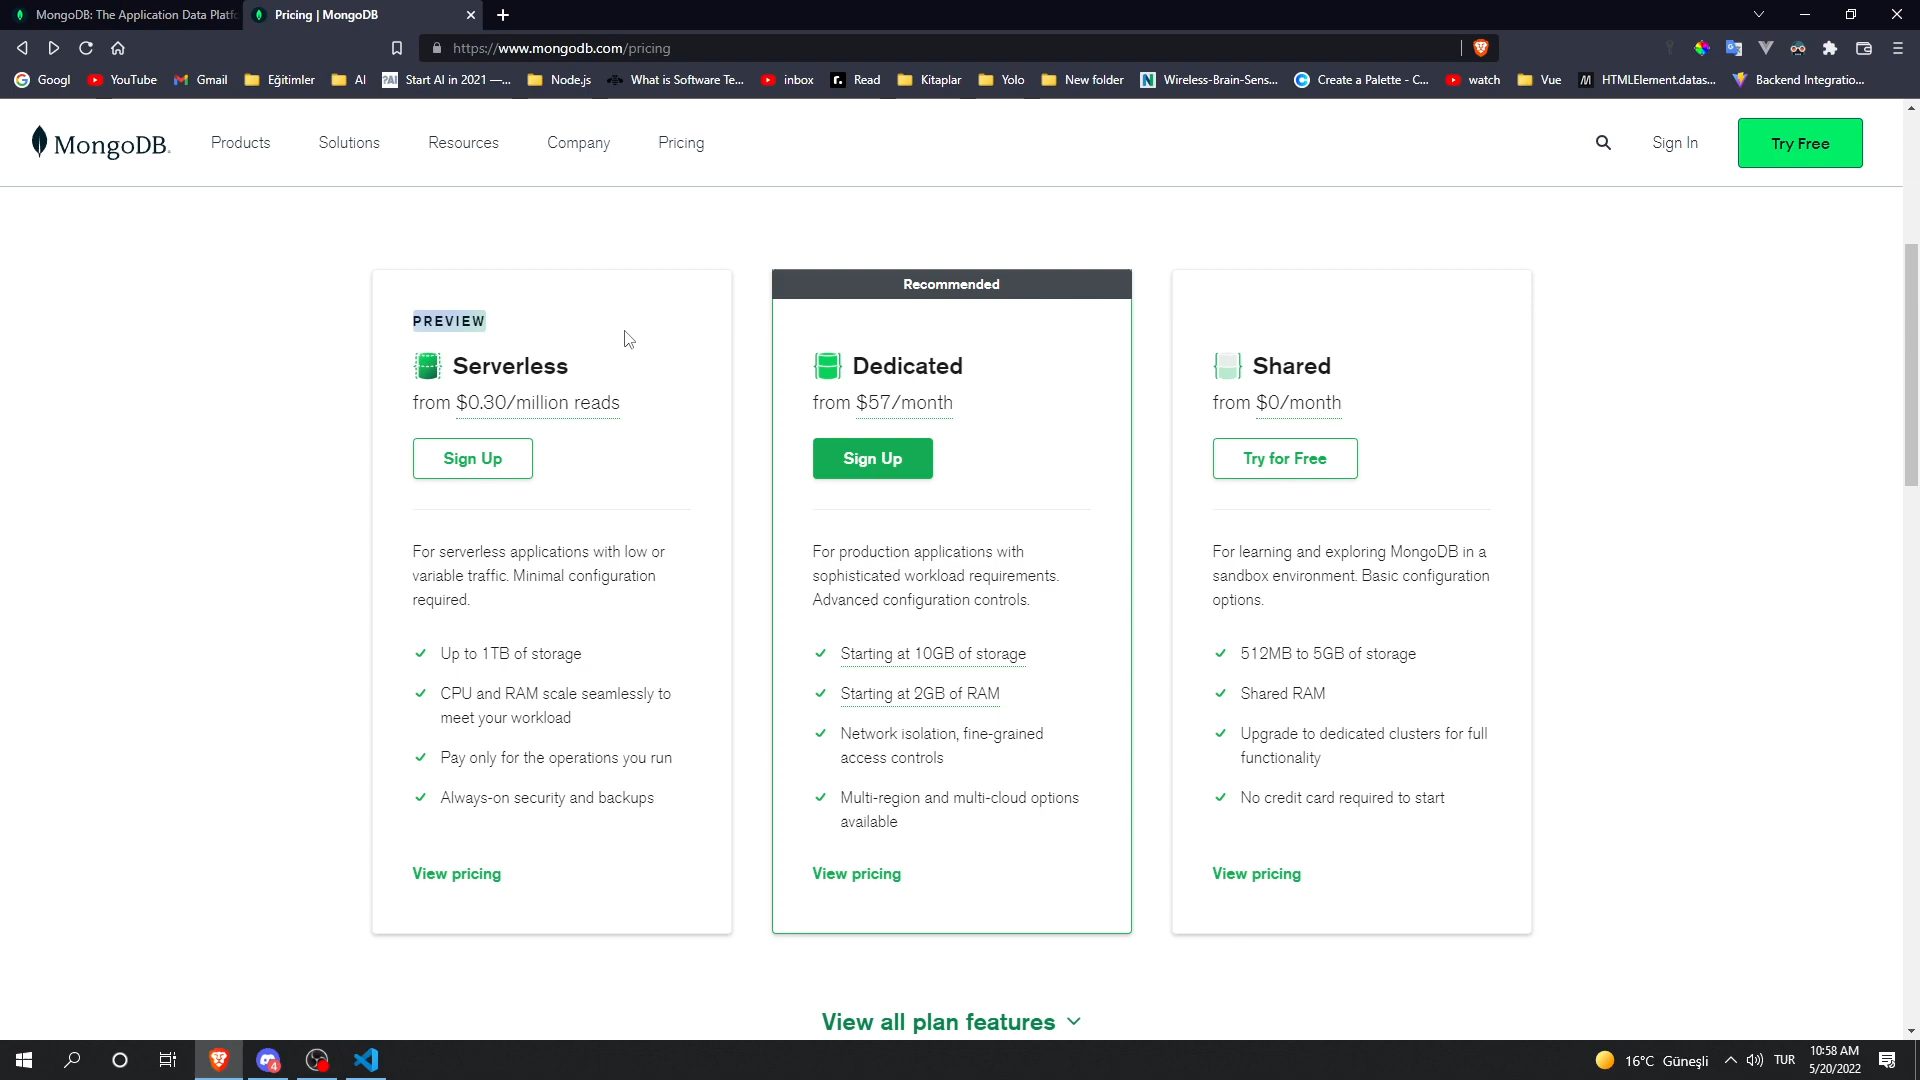 MongoDB: The Application Data Platf
Pricing | MongoDB
https://www.mongodb.com/pricing
Googl
YouTube
Gmail
Eğitimler
AI
Start AI in 2021 —...
Node.js
What is Software Te...
inbox
Read
Kitaplar
Yolo
New folder
Wireless-Brain-Sens...
Create a Palette - C...
watch
Vue
HTMLElement.datas...
Backend Integratio...
MongoDB.
Products
Solutions
Resources
Company
Pricing
Sign In
Try Free
PREVIEW
Serverless
from $0.30/million reads
Sign Up
For serverless applications with low or
variable traffic. Minimal configuration
required.
Up to 1TB of storage
CPU and RAM scale seamlessly to
meet your workload
Pay only for the operations you run
Always-on security and backups
View pricing
Recommended
Dedicated
from $57/month
Sign Up
For production applications with
sophisticated workload requirements.
Advanced configuration controls.
Starting at 10GB of storage
Starting at 2GB of RAM
Network isolation, fine-grained
access controls
Multi-region and multi-cloud options
available
View pricing
Shared
from $0/month
Try for Free
For learning and exploring MongoDB in a
sandbox environment. Basic configuration
options.
512MB to 5GB of storage
Shared RAM
Upgrade to dedicated clusters for full
functionality
No credit card required to start
View pricing
View all plan features
4
16°C Güneşli
TUR
10:58 AM
5/20/2022